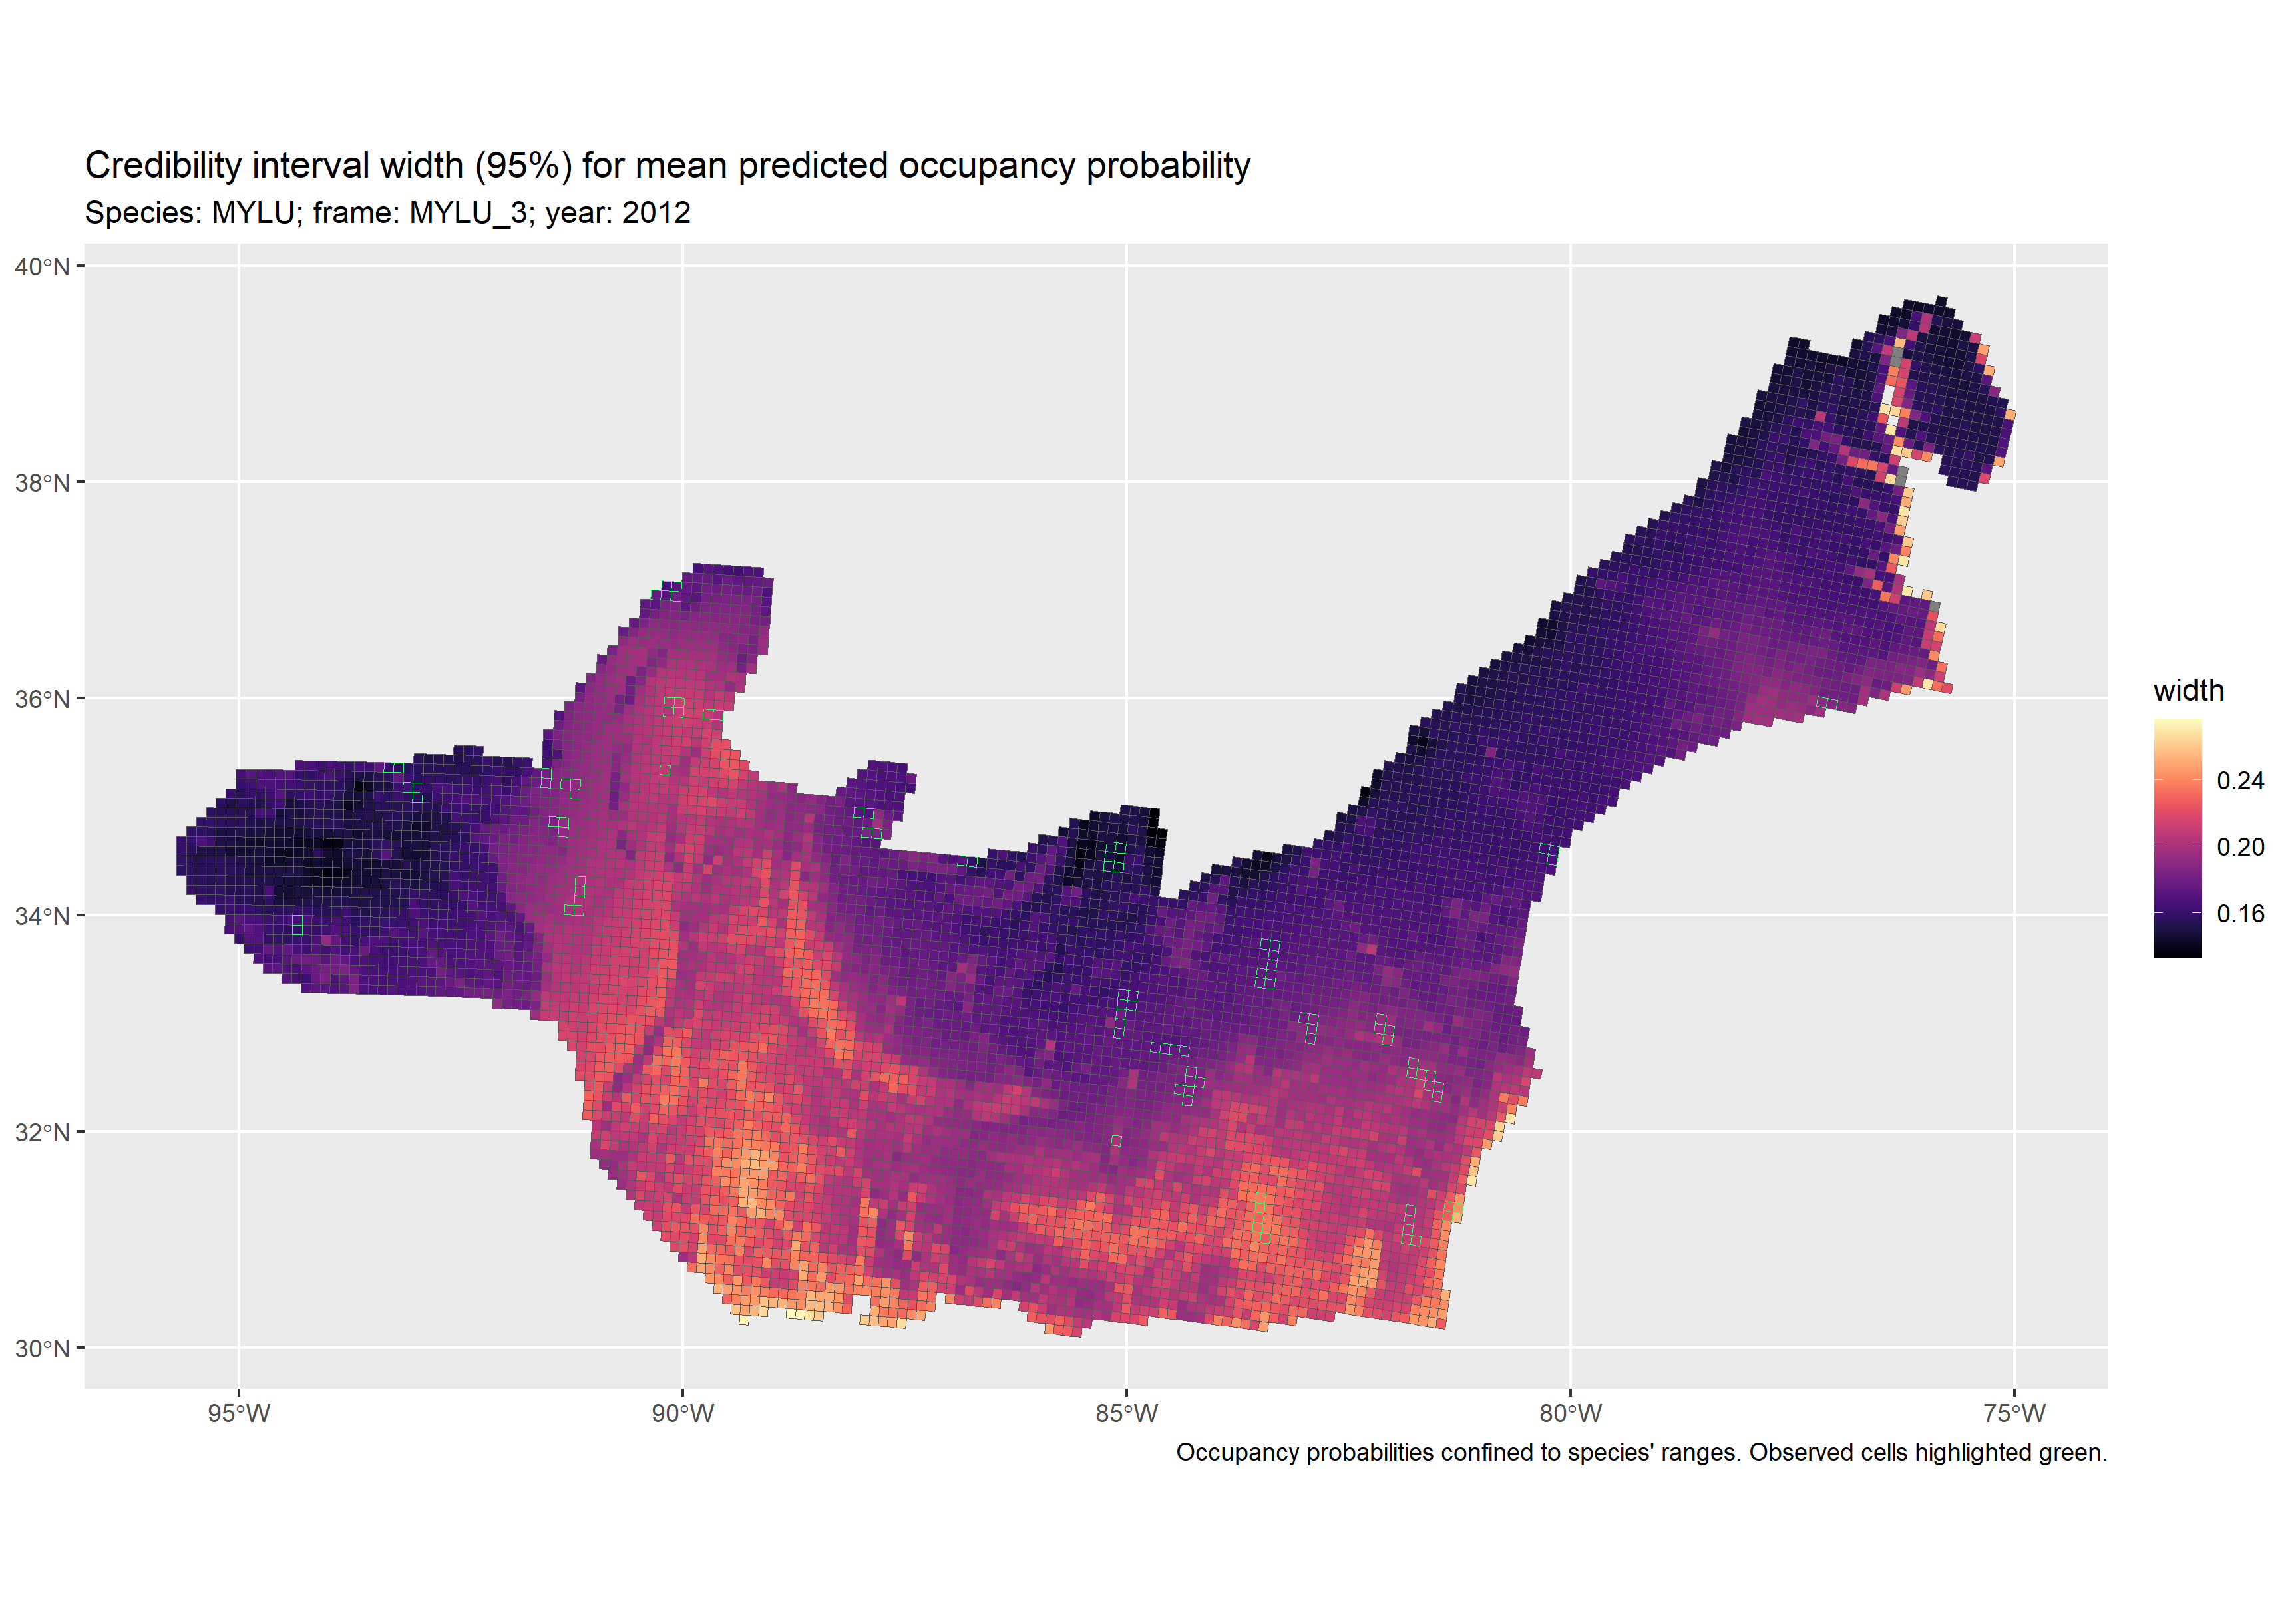 Credibility interval width (95%) for mean predicted occupancy probability
Species: MYLU; frame: MYLU_3; year: 2012
40°N
38°N
36°N
34°N
32°N
30°N
95°W
90°W
85°W
80°W
75°W
width
0.24
0.20
0.16
Occupancy probabilities confined to species' ranges. Observed cells highlighted green.